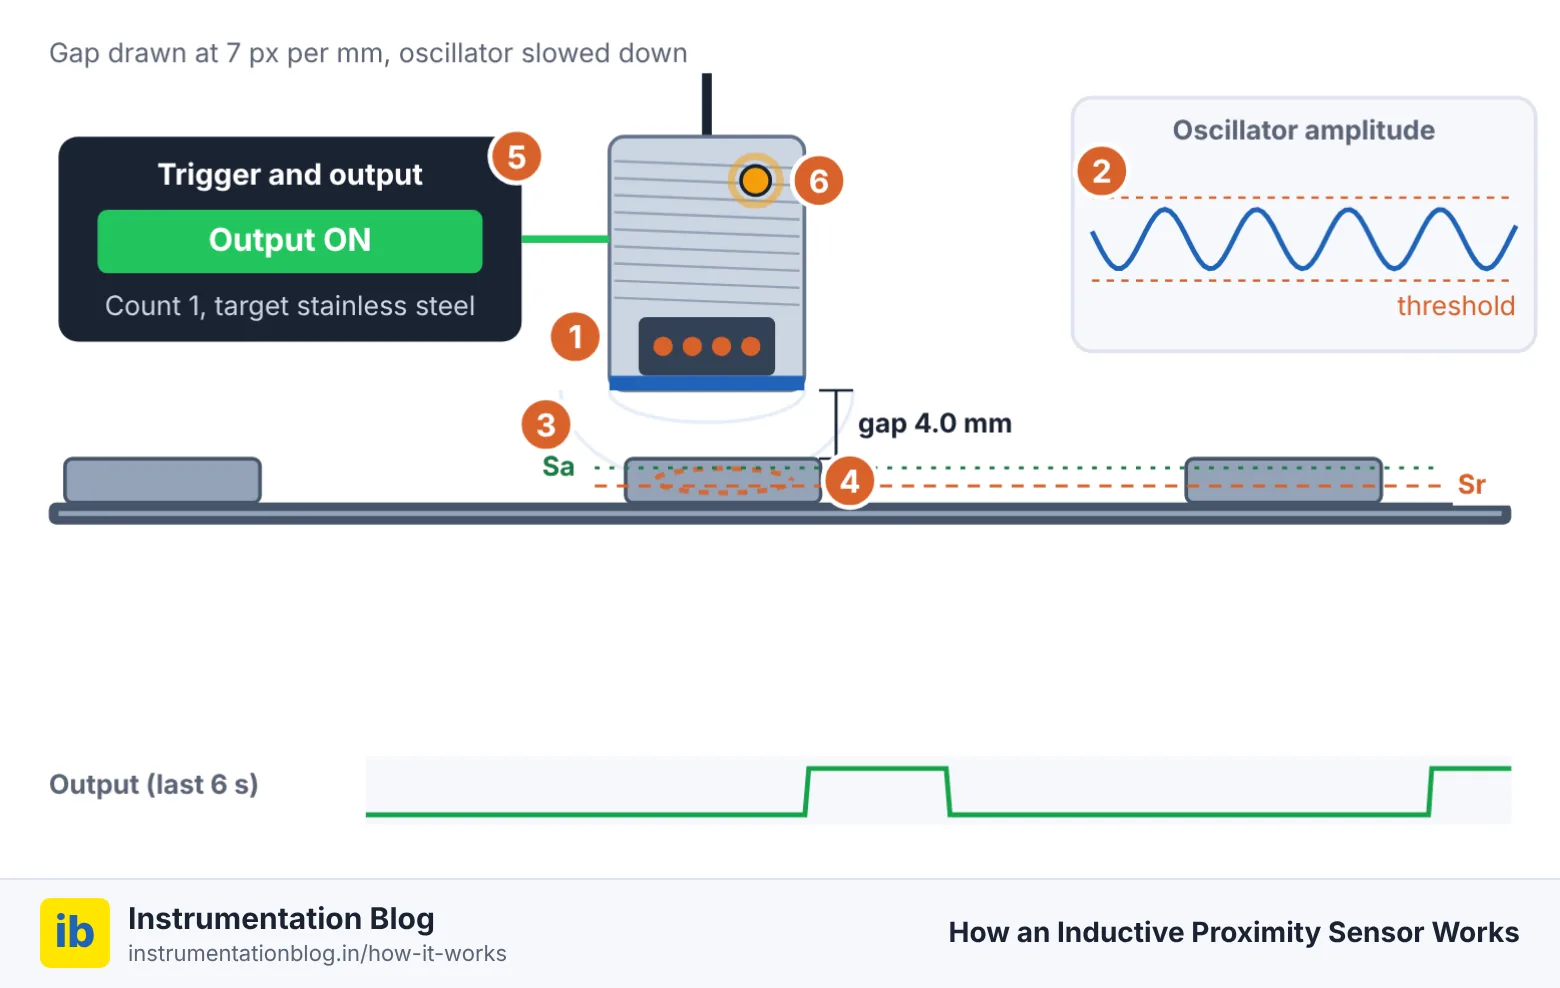 Gap drawn at 7 px per mm, oscillator slowed down
Trigger and output
5
Output ON
Count 1, target stainless steel
6
Oscillator amplitude
2
threshold
1
3
gap 4.0 mm
Sa
4
Sr
Output (last 6 s)
ib
Instrumentation Blog
instrumentationblog.in/how-it-works
How an Inductive Proximity Sensor Works